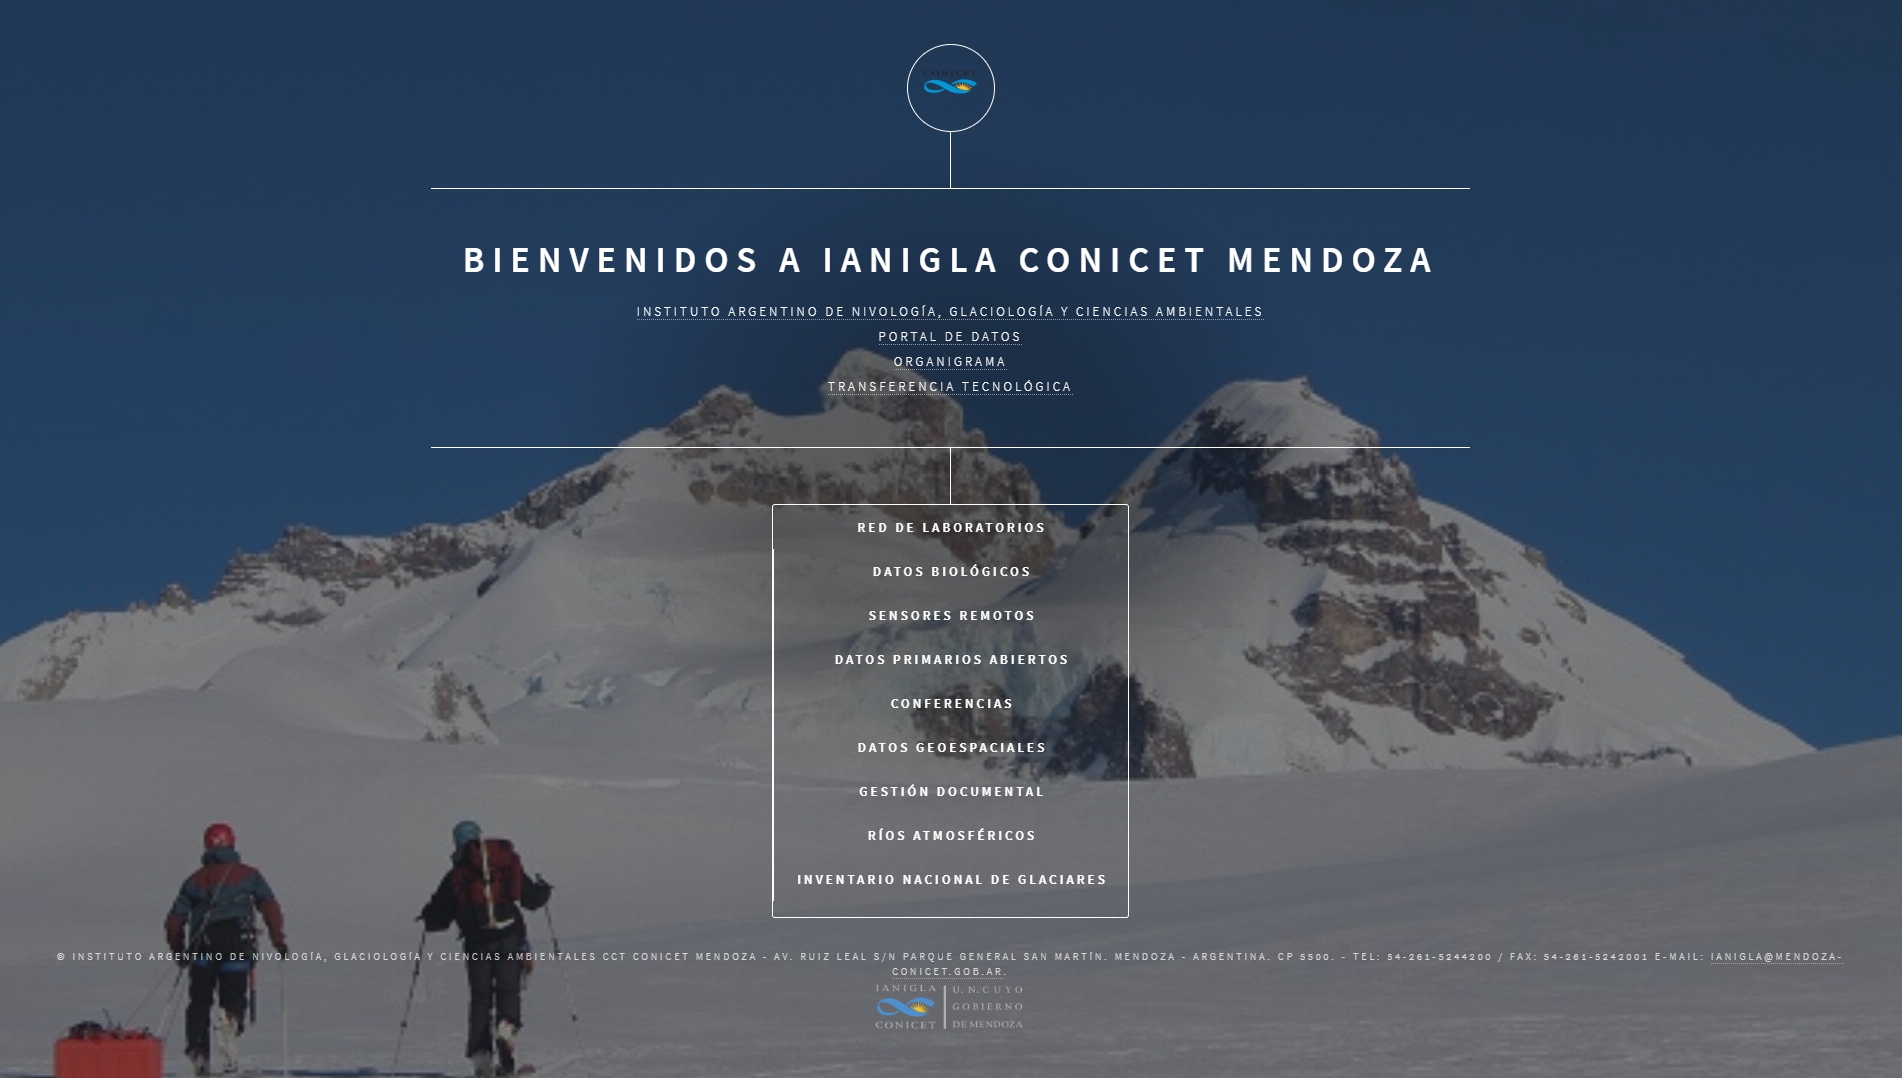 CONICET
BIENVENIDOS A IANIGLA CONICET MENDOZA
INSTITUTO ARGENTINO DE NIVOLOGÍA, GLACIOLOGÍA Y CIENCIAS AMBIENTALES
PORTAL DE DATOS
ORGANIGRAMA
TRANSFERENCIA TECNOLÓGICA
RED DE LABORATORIOS
DATOS BIOLÓGICOS
SENSORES REMOTOS
DATOS PRIMARIOS ABIERTOS
CONFERENCIAS
DATOS GEOESPACIALES
GESTIÓN DOCUMENTAL
RÍOS ATMOSFÉRICOS
INVENTARIO NACIONAL DE GLACIARES
© INSTITUTO ARGENTINO DE NIVOLOGÍA, GLACIOLOGÍA Y CIENCIAS AMBIENTALES CCT CONICET MENDOZA - AV. RUIZ LEAL S/N PARQUE GENERAL SAN MARTÍN. MENDOZA - ARGENTINA. CP 5500. - TEL: 54-261-5244200 / FAX: 54-261-5242001 E-MAIL: IANIGLA@MENDOZA-
CONICET.GOB.AR.
IANIGLA
CONICET
U.N.CUYO
GOBIERNO
DE MENDOZA